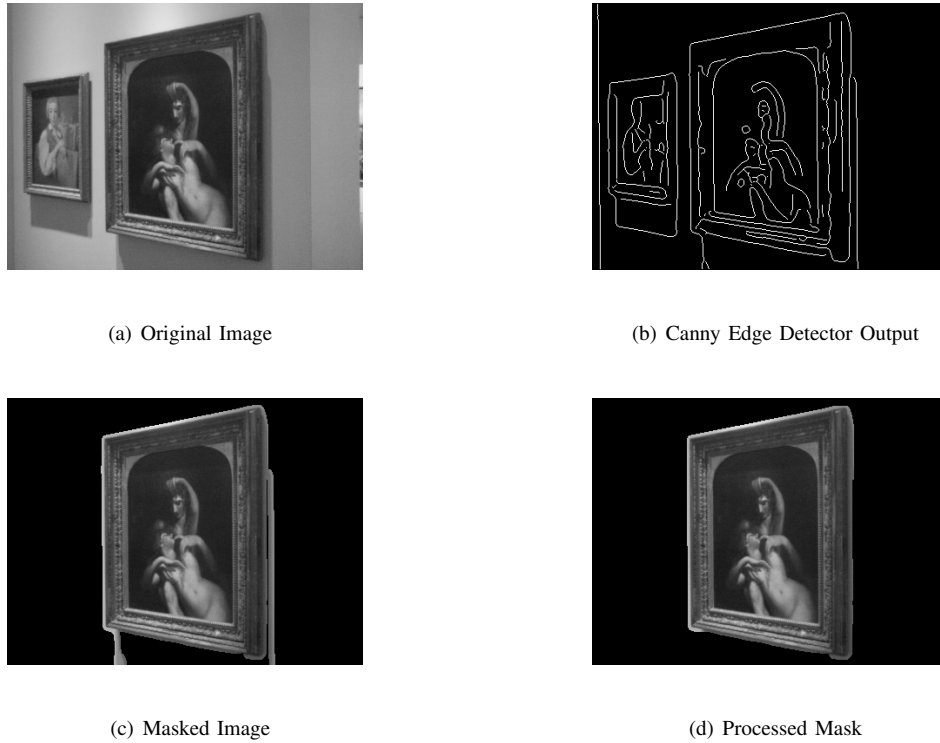 (a) Original Image
(b) Canny Edge Detector Output
(c) Masked Image
(d) Processed Mask